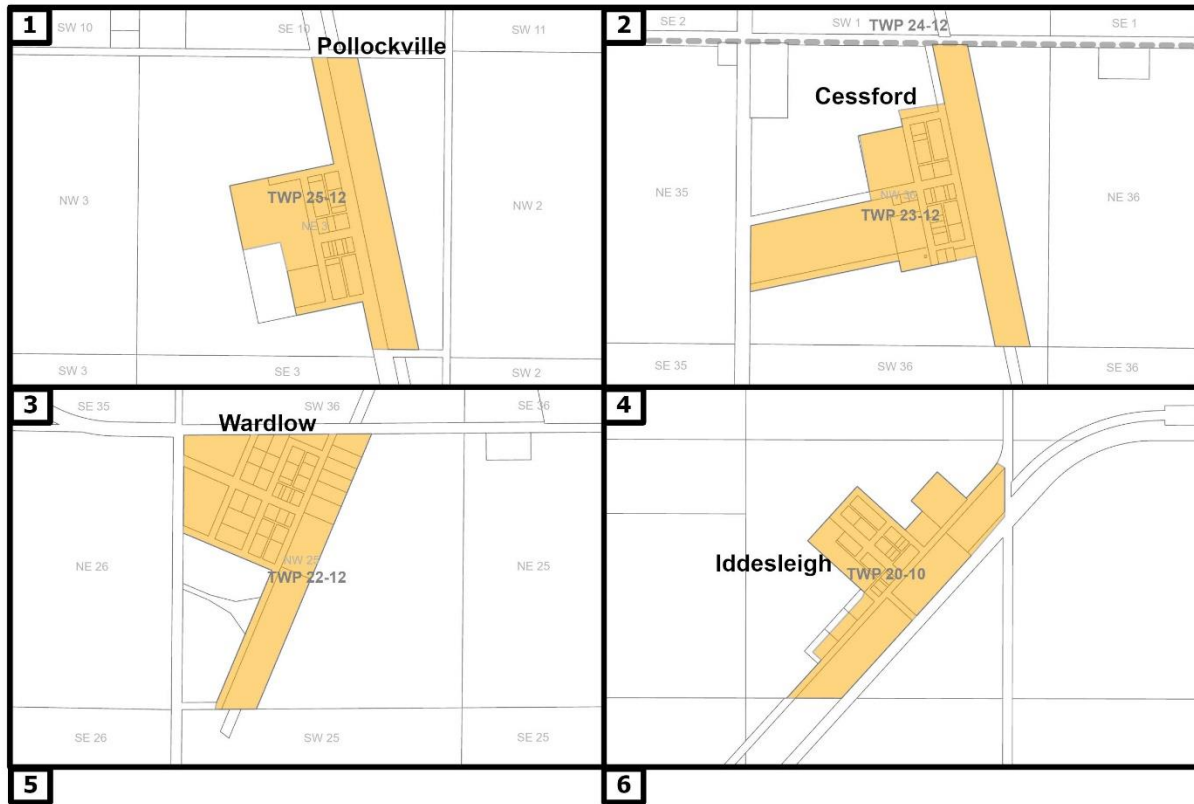 1
SW 10
SE 10
SW 11
Pollockville
NW 3
TWP 25-12
NE 3
NW 2
SW 3
SE 3
SW 2
2
SE 2
SW 1
SE 1
TWP 24-12
Cessford
NE 35
NW 36
TWP 23-12
NE 36
SE 35
SW 36
SE 36
3
SE 35
SW 36
SE 36
Wardlow
NE 26
NW 25
TWP 22-12
NE 25
SE 26
SW 25
SE 25
4
Iddesleigh
TWP 20-10
5
6